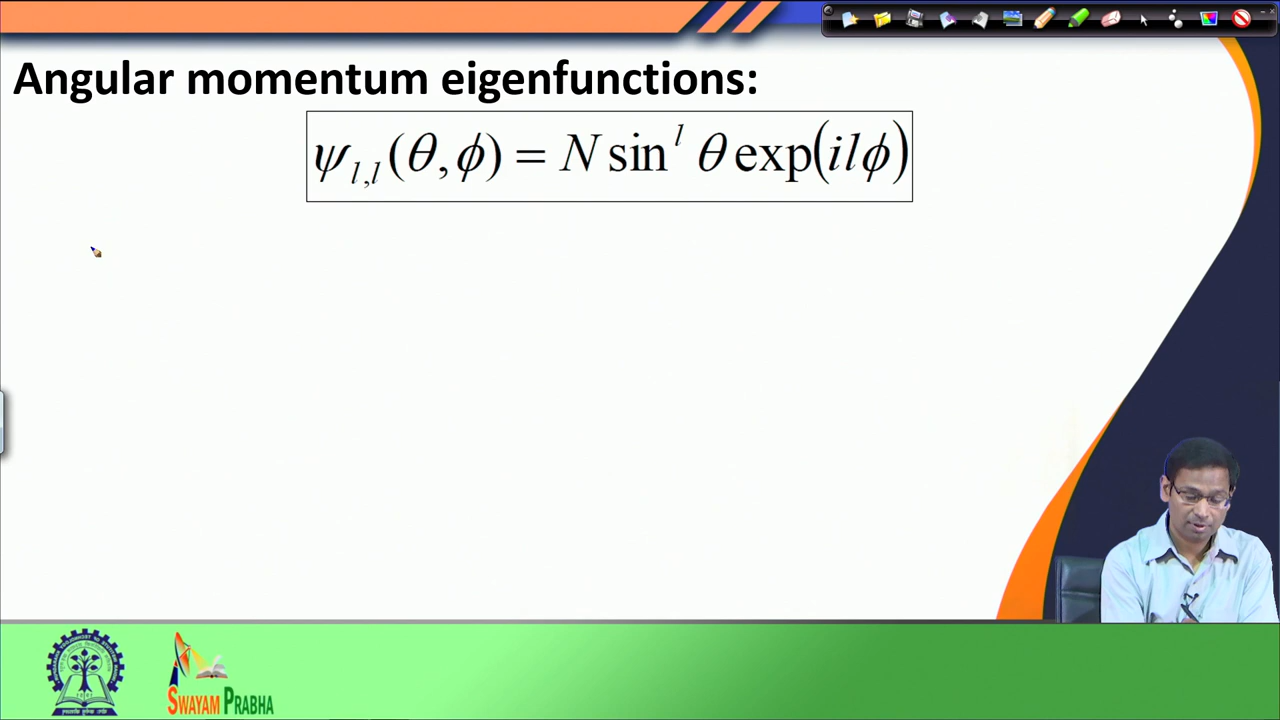 Angular momentum eigenfunctions:
ψ_{l,l}(θ,ϕ) = N sin^l θ exp(ilϕ)
SWAYAM PRABHA